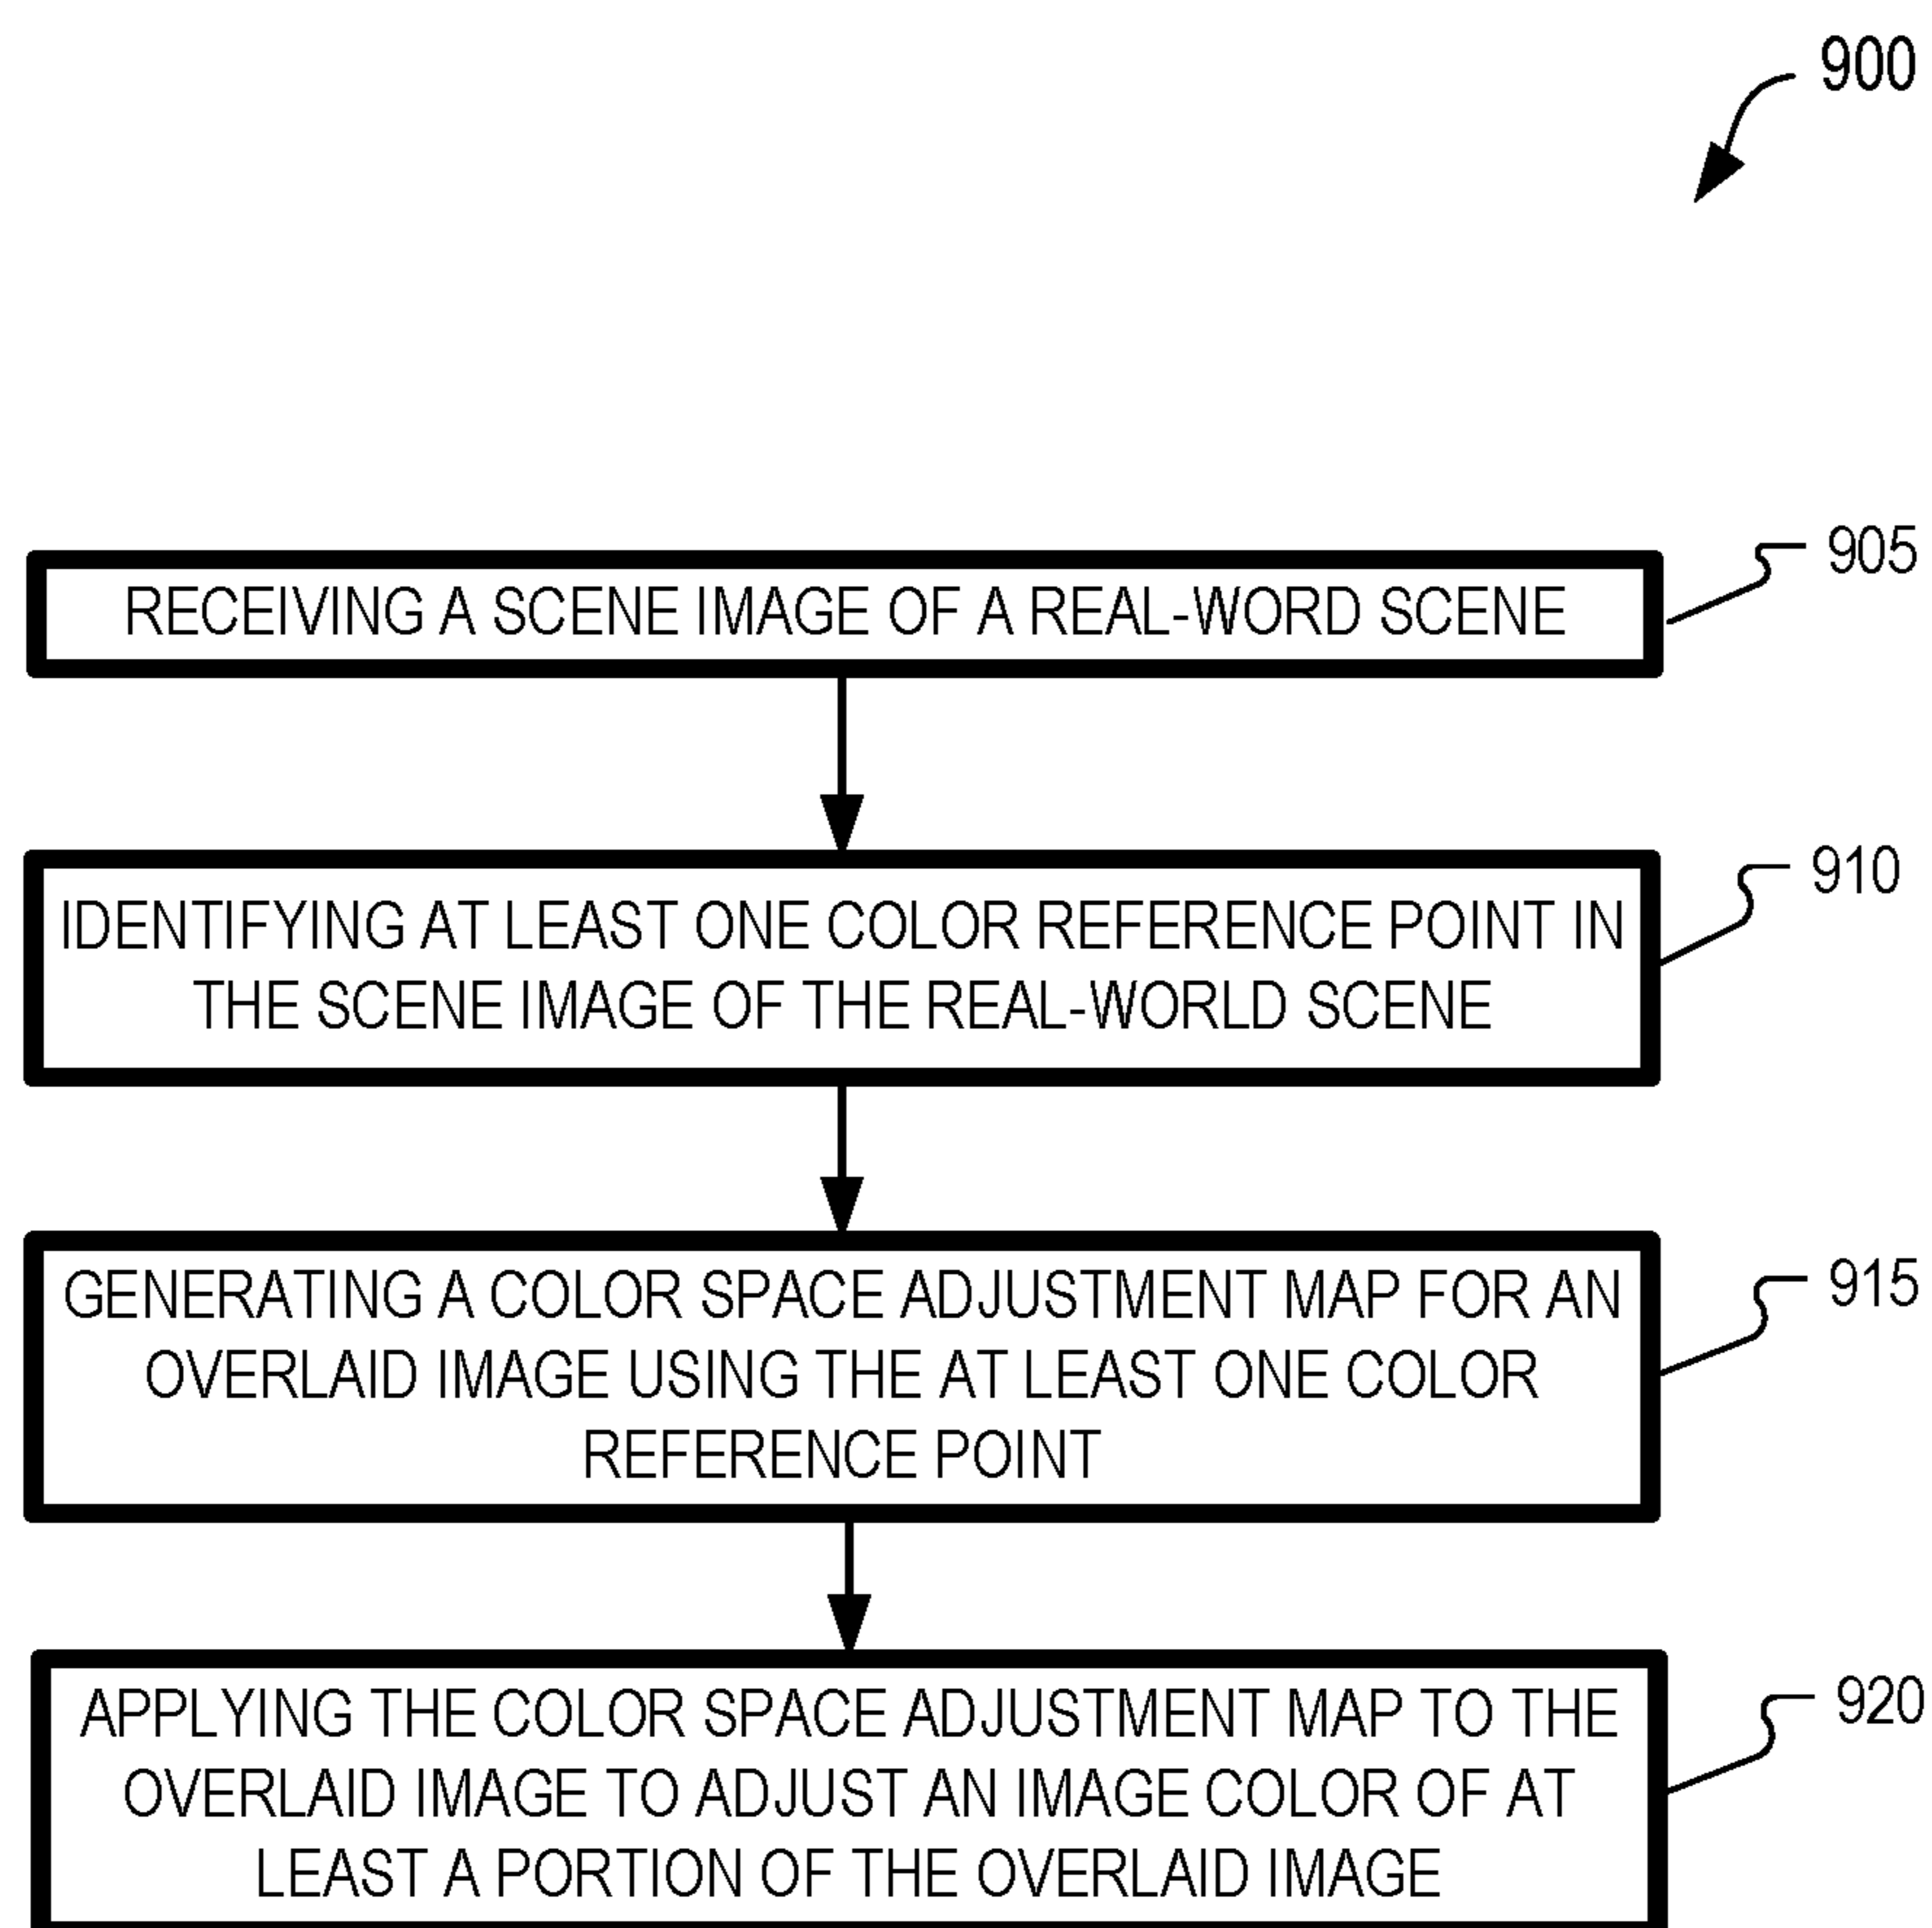 900
RECEIVING A SCENE IMAGE OF A REAL-WORD SCENE
905
IDENTIFYING AT LEAST ONE COLOR REFERENCE POINT IN
THE SCENE IMAGE OF THE REAL-WORLD SCENE
910
GENERATING A COLOR SPACE ADJUSTMENT MAP FOR AN
OVERLAID IMAGE USING THE AT LEAST ONE COLOR
REFERENCE POINT
915
APPLYING THE COLOR SPACE ADJUSTMENT MAP TO THE
OVERLAID IMAGE TO ADJUST AN IMAGE COLOR OF AT
LEAST A PORTION OF THE OVERLAID IMAGE
920